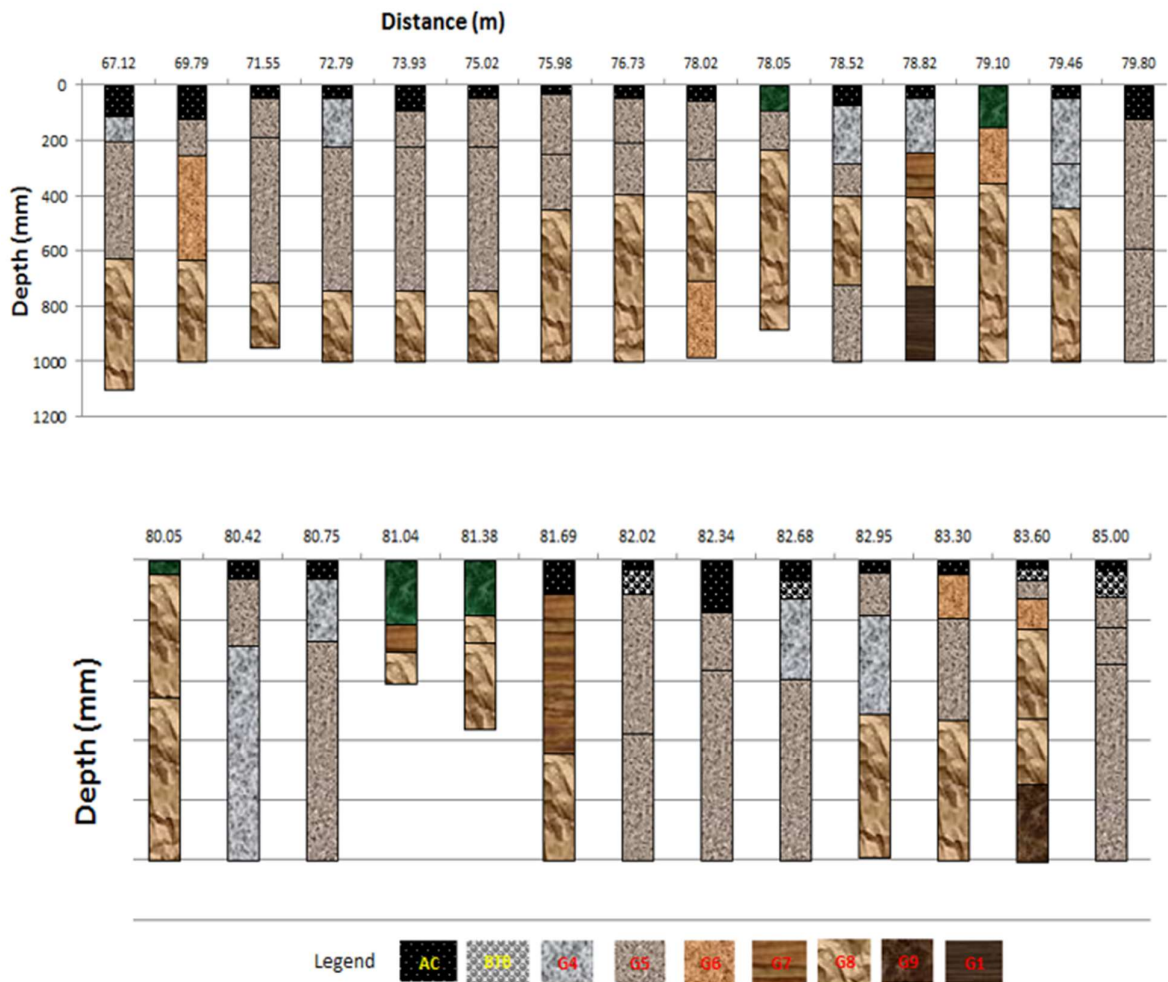 Distance (m)
67.12 69.79 71.55 72.79 73.93 75.02 75.98 76.73 78.02 78.05 78.52 78.82 79.10 79.46 79.80
Depth (mm)
0
200
400
600
800
1000
1200
80.05 80.42 80.75 81.04 81.38 81.69 82.02 82.34 82.68 82.95 83.30 83.60 85.00
Depth (mm)
Legend AC BTB G4 G5 G6 G7 G8 G9 G1